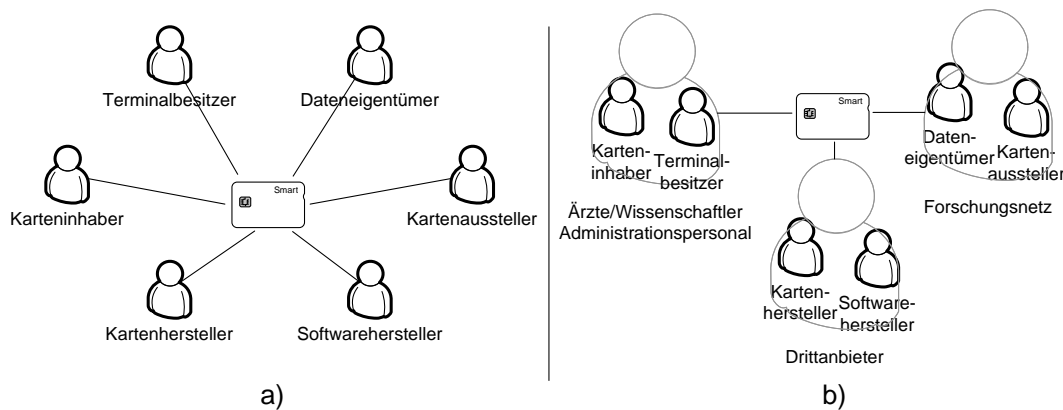 Terminalbesitzer
Dateneigentümer
Smart
Karteninhaber
Kartenaussteller
Kartenhersteller
Softwarehersteller
a)
Smart
Karten-
inhaber
Terminal-
besitzer
Ärzte/Wissenschaftler
Administrationspersonal
Daten-
eigentümer
Karten-
aussteller
Forschungsnetz
Karten-
hersteller
Software-
hersteller
Drittanbieter
b)